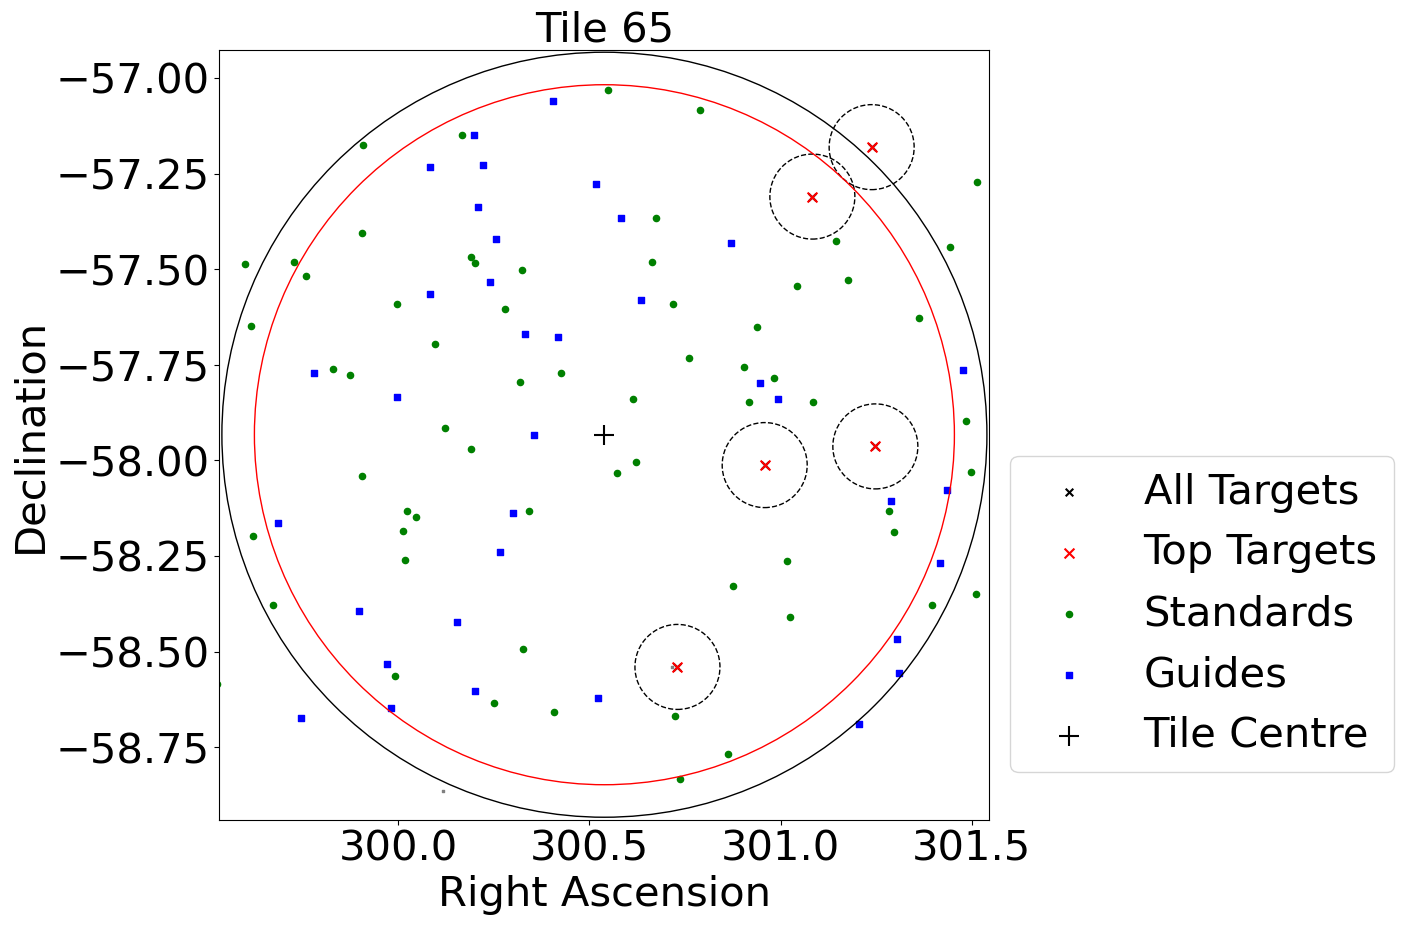 Tile 65
−57.00
−57.25
−57.50
−57.75
−58.00
−58.25
−58.50
−58.75
Declination
300.0 300.5 301.0 301.5
Right Ascension
All Targets
Top Targets
Standards
Guides
Tile Centre